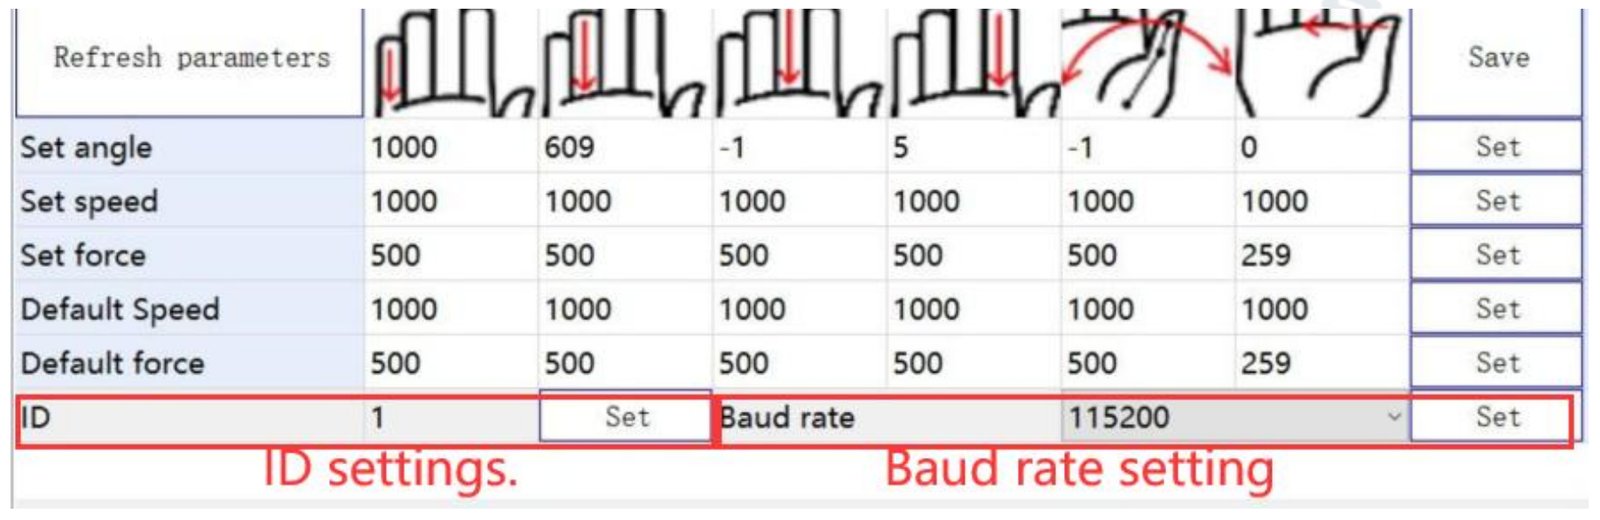 Refresh parameters Save
Set angle 1000 609 -1 5 -1 0 Set
Set speed 1000 1000 1000 1000 1000 1000 Set
Set force 500 500 500 500 500 259 Set
Default Speed 1000 1000 1000 1000 1000 1000 Set
Default force 500 500 500 500 500 259 Set
ID 1 Set Baud rate 115200 Set
ID settings. Baud rate setting